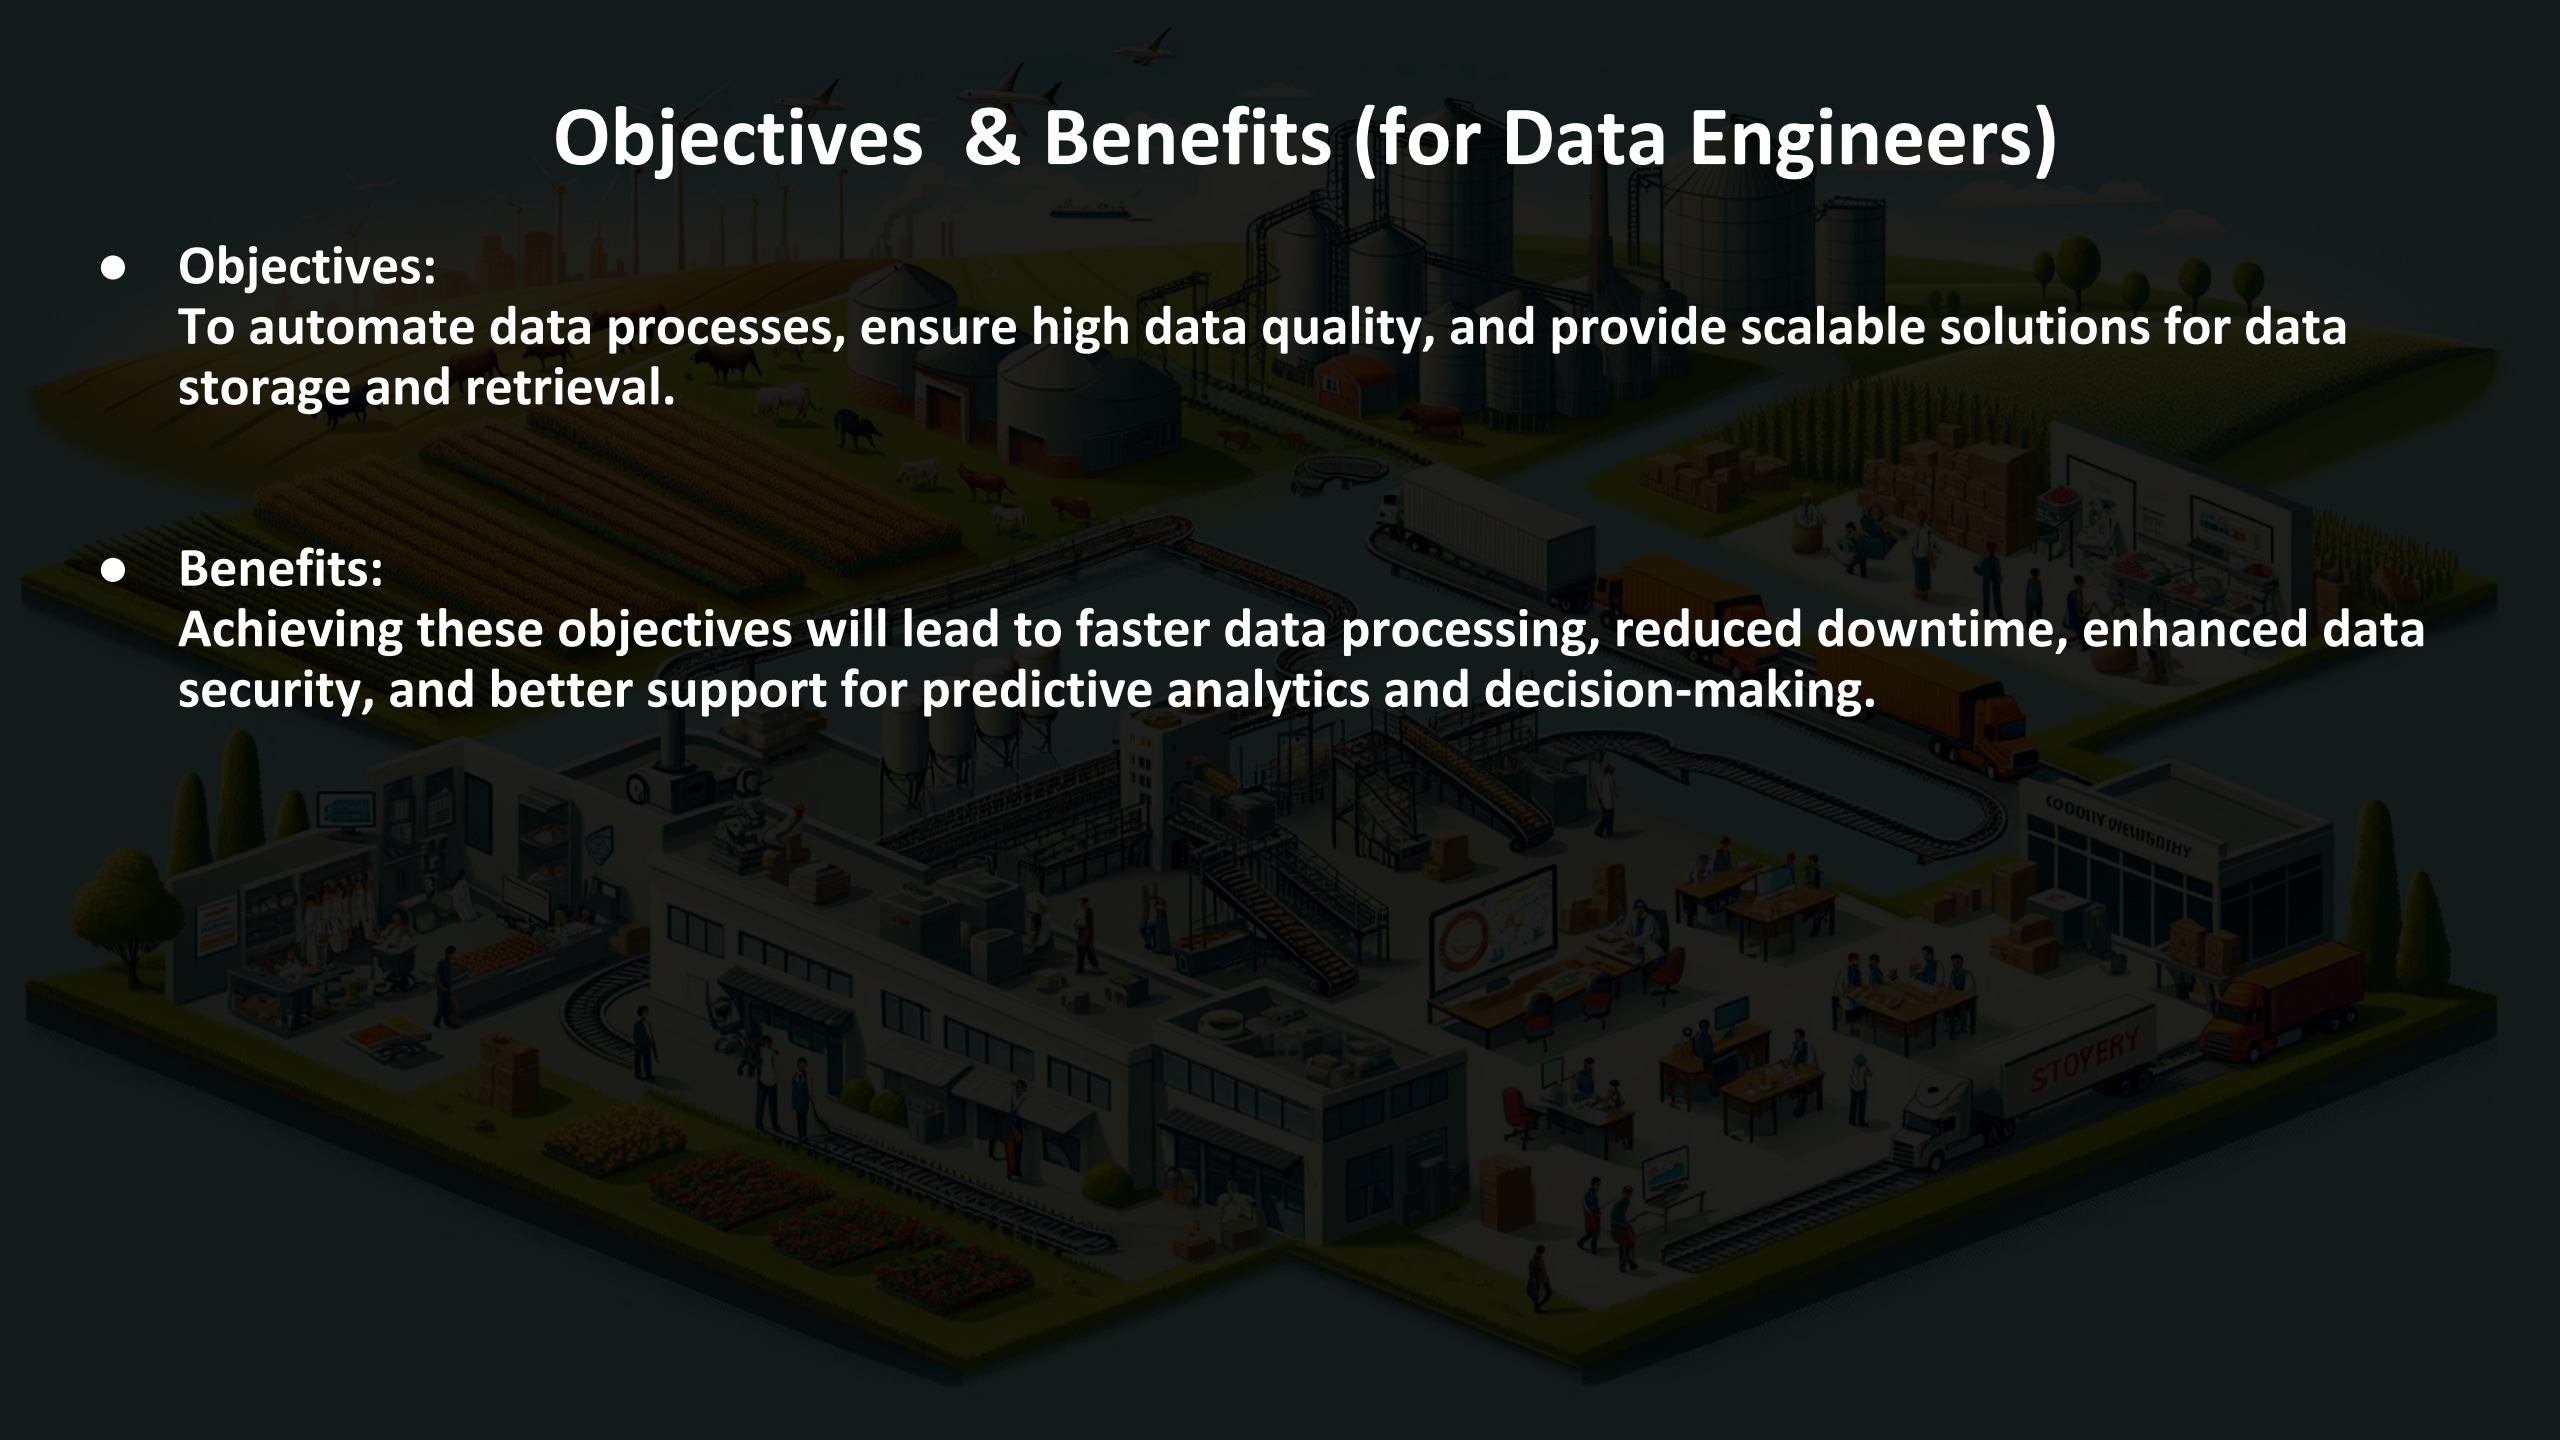 Objectives  & Benefits (for Data Engineers)
● Objectives:
To automate data processes, ensure high data quality, and provide scalable solutions for data
storage and retrieval.
● Benefits:
Achieving these objectives will lead to faster data processing, reduced downtime, enhanced data
security, and better support for predictive analytics and decision-making.
STOYERY